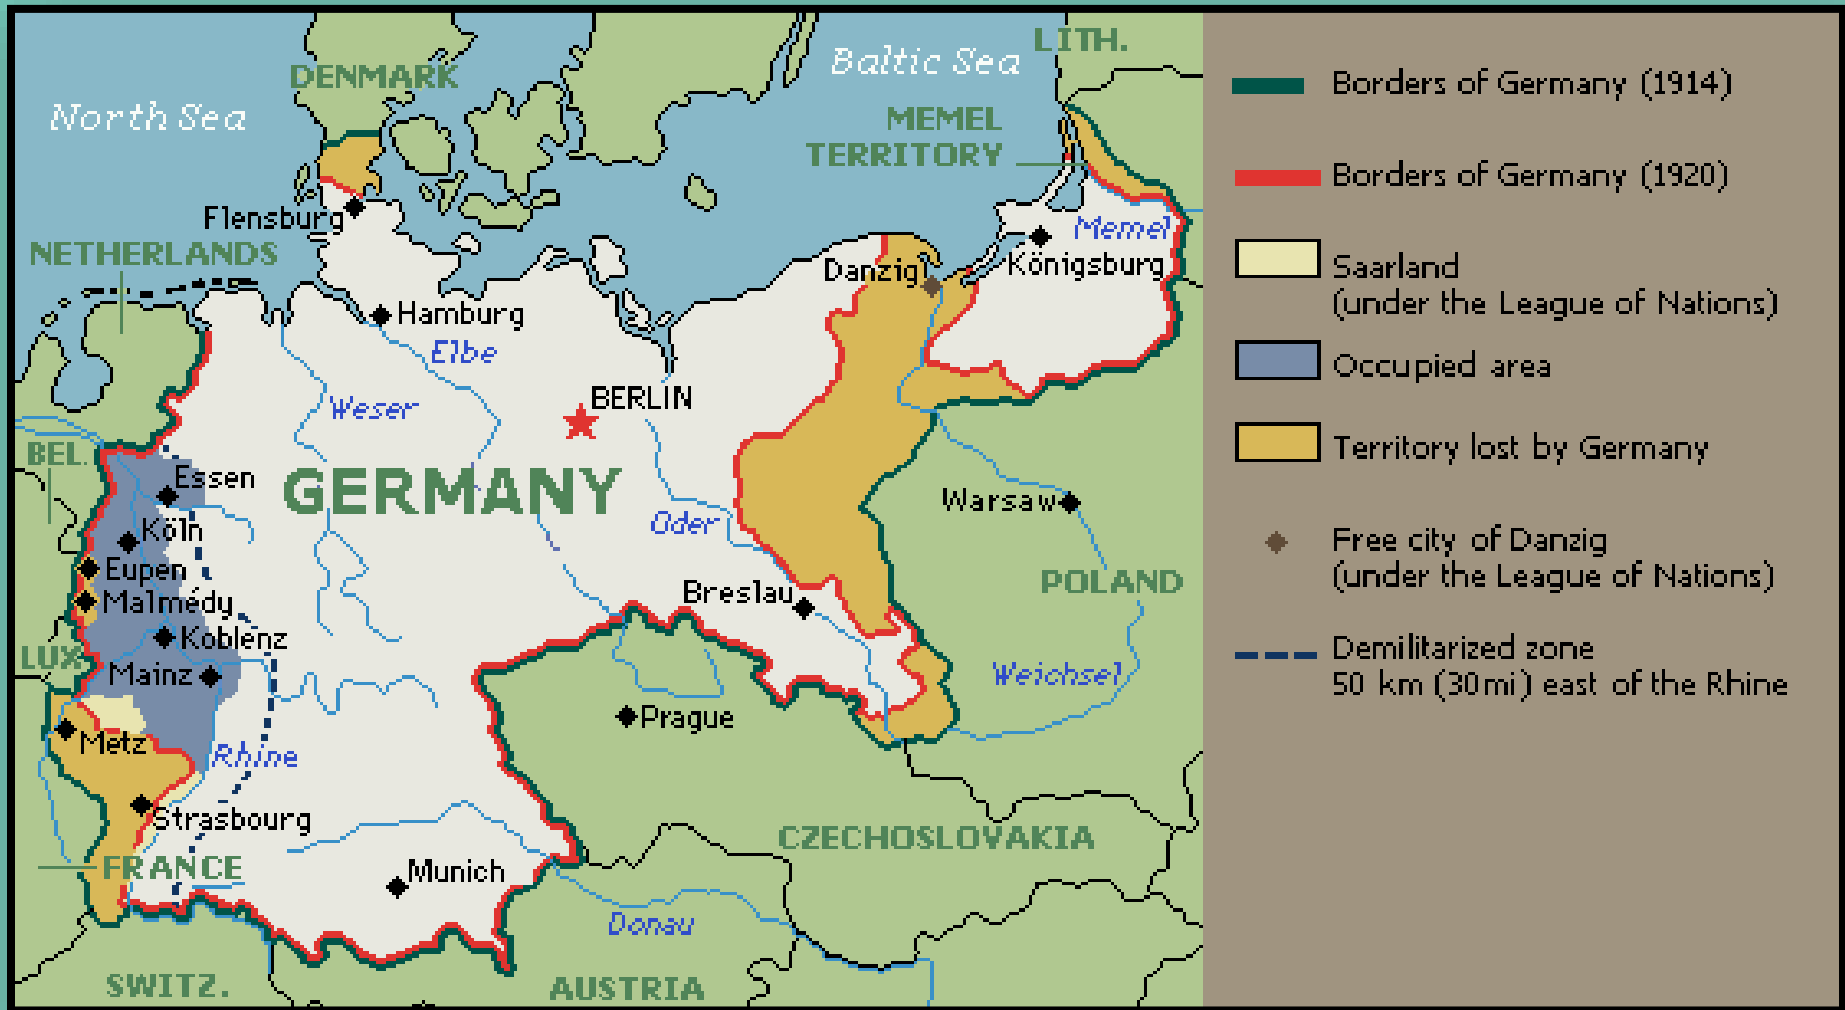 LITH.
Baltic Sea
DENMARK
North Sea
MEMEL
TERRITORY
Flensburg
Memel
NETHERLANDS
Königsburg
Danzig
Hamburg
Elbe
BERLIN
Weser
BEL.
Essen
GERMANY
Warsaw
Oder
Köln
Eupen
POLAND
Breslau
Malmédy
Koblenz
LUX.
Mainz
Weichsel
Prague
Metz
Rhine
Strasbourg
CZECHOSLOVAKIA
FRANCE
Munich
Donau
SWITZ.
AUSTRIA
Borders of Germany (1914)
Borders of Germany (1920)
Saarland
(under the League of Nations)
Occupied area
Territory lost by Germany
Free city of Danzig
(under the League of Nations)
Demilitarized zone
50 km (30mi) east of the Rhine